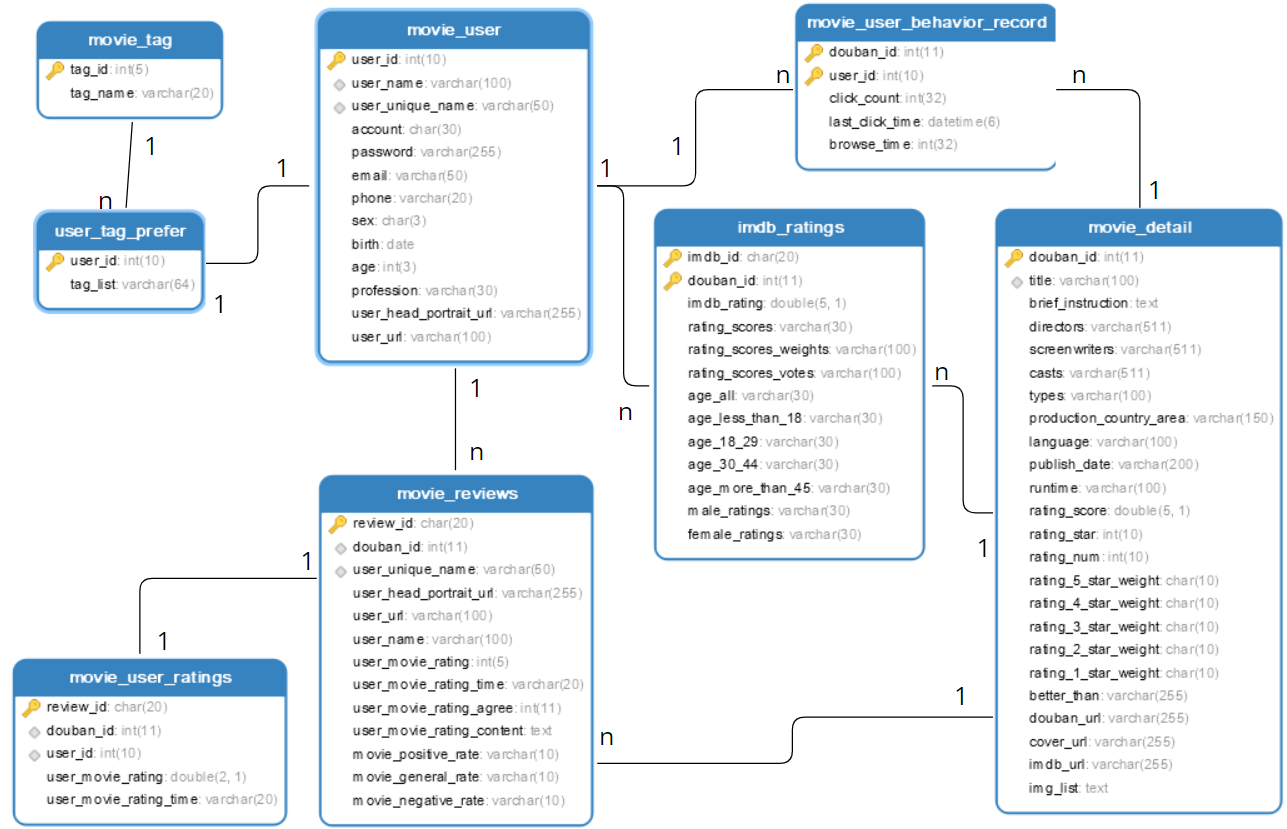 movie_tag
tag_id: int(5)
tag_name: varchar(20)
1
n
user_tag_prefer
user_id: int(10)
tag_list: varchar(64)
1
1
movie_user
user_id: int(10)
user_name: varchar(100)
user_unique_name: varchar(50)
account: char(30)
password: varchar(255)
email: varchar(50)
phone: varchar(20)
sex: char(3)
birth: date
age: int(3)
profession: varchar(30)
user_head_portrait_url: varchar(255)
user_url: varchar(100)
1
1
n
n
movie_user_behavior_record
douban_id: int(11)
user_id: int(10)
click_count: int(32)
last_click_time: datetime(6)
browse_time: int(32)
n
1
imdb_ratings
imdb_id: char(20)
douban_id: int(11)
imdb_rating: double(5, 1)
rating_scores: varchar(30)
rating_scores_weights: varchar(100)
rating_scores_votes: varchar(100)
age_all: varchar(30)
age_less_than_18: varchar(30)
age_18_29: varchar(30)
age_30_44: varchar(30)
age_more_than_45: varchar(30)
male_ratings: varchar(30)
female_ratings: varchar(30)
n
1
movie_detail
douban_id: int(11)
title: varchar(100)
brief_instruction: text
directors: varchar(511)
screenwriters: varchar(511)
casts: varchar(511)
types: varchar(100)
production_country_area: varchar(150)
language: varchar(100)
publish_date: varchar(200)
runtime: varchar(100)
rating_score: double(5, 1)
rating_star: int(10)
rating_num: int(10)
rating_5_star_weight: char(10)
rating_4_star_weight: char(10)
rating_3_star_weight: char(10)
rating_2_star_weight: char(10)
rating_1_star_weight: char(10)
better_than: varchar(255)
douban_url: varchar(255)
cover_url: varchar(255)
imdb_url: varchar(255)
img_list: text
1
n
movie_reviews
review_id: char(20)
douban_id: int(11)
user_unique_name: varchar(50)
user_head_portrait_url: varchar(255)
user_url: varchar(100)
user_name: varchar(100)
user_movie_rating: int(5)
user_movie_rating_time: varchar(20)
user_movie_rating_agree: int(11)
user_movie_rating_content: text
movie_positive_rate: varchar(10)
movie_general_rate: varchar(10)
movie_negative_rate: varchar(10)
1
n
1
1
movie_user_ratings
review_id: char(20)
douban_id: int(11)
user_id: int(10)
user_movie_rating: double(2, 1)
user_movie_rating_time: varchar(20)